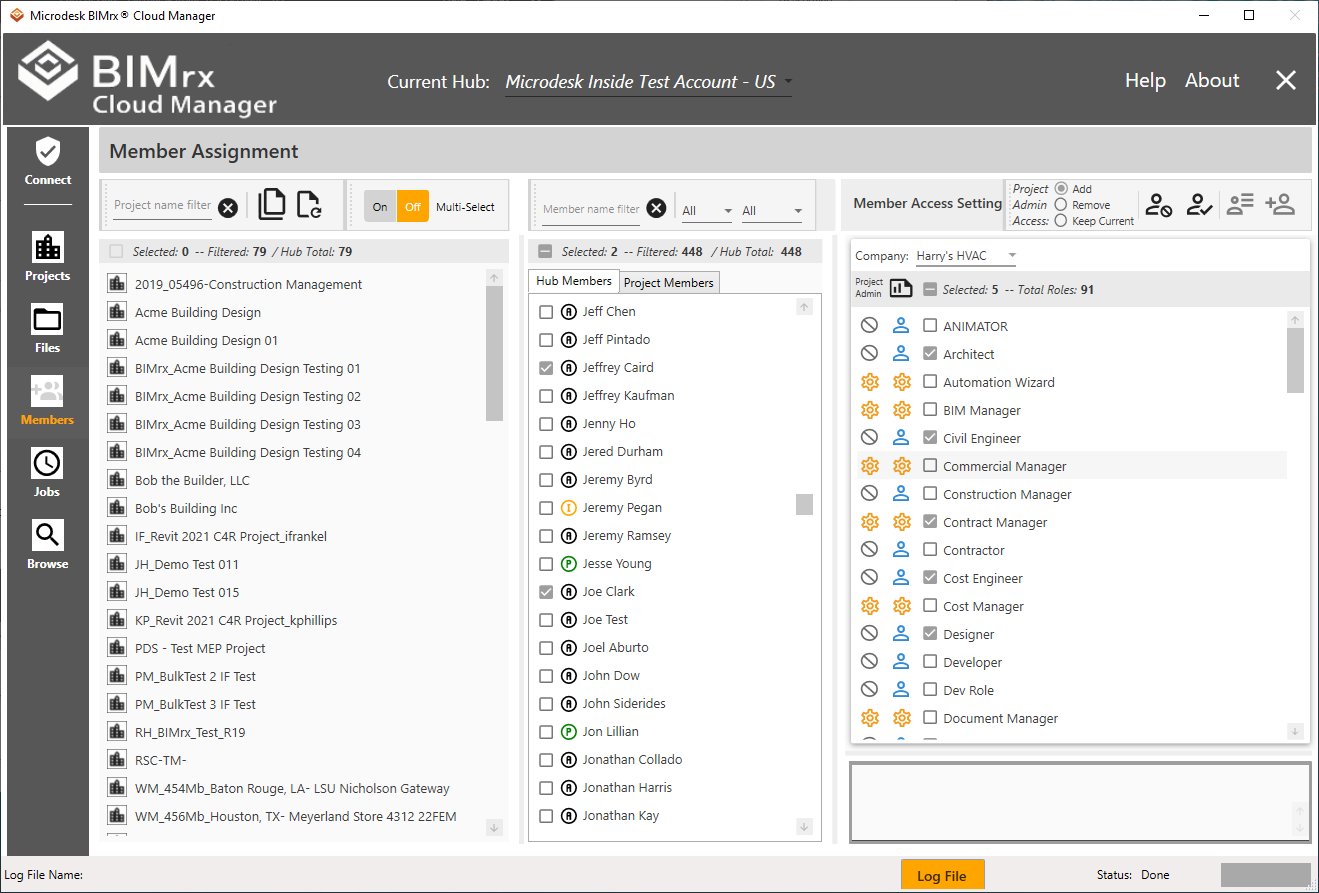 Microdesk BIMrx® Cloud Manager
BIMrx
Cloud Manager
Current Hub: Microdesk Inside Test Account - US
Help About
Connect
Projects
Files
Members
Jobs
Browse
Member Assignment
Project name filter
On Off Multi-Select
Selected: 0 -- Filtered: 79 / Hub Total: 79
2019_05496-Construction Management
Acme Building Design
Acme Building Design 01
BIMrx_Acme Building Design Testing 01
BIMrx_Acme Building Design Testing 02
BIMrx_Acme Building Design Testing 03
BIMrx_Acme Building Design Testing 04
Bob the Builder, LLC
Bob's Building Inc
IF_Revit 2021 C4R Project_ifrankel
JH_Demo Test 011
JH_Demo Test 015
KP_Revit 2021 C4R Project_kphillips
PDS - Test MEP Project
PM_BulkTest 2 IF Test
PM_BulkTest 3 IF Test
RH_BIMrx_Test_R19
RSC-TM-
WM_454Mb_Baton Rouge, LA- LSU Nicholson Gateway
WM_456Mb_Houston, TX- Meyerland Store 4312 22FEM
Member name filter
All All
Selected: 2 -- Filtered: 448 / Hub Total: 448
Hub Members Project Members
A Jeff Chen
A Jeff Pintado
A Jeffrey Caird
A Jeffrey Kaufman
A Jenny Ho
A Jered Durham
A Jeremy Byrd
I Jeremy Pegan
A Jeremy Ramsey
P Jesse Young
A Joe Clark
A Joe Test
A Joel Aburto
A John Dow
A John Siderides
P Jon Lillian
A Jonathan Collado
A Jonathan Harris
A Jonathan Kay
Member Access Setting
Project Add
Admin Remove
Access: Keep Current
Company: Harry's HVAC
Project
Admin
Selected: 5 -- Total Roles: 91
ANIMATOR
Architect
Automation Wizard
BIM Manager
Civil Engineer
Commercial Manager
Construction Manager
Contract Manager
Contractor
Cost Engineer
Cost Manager
Designer
Developer
Dev Role
Document Manager
Log File Name:
Log File
Status: Done